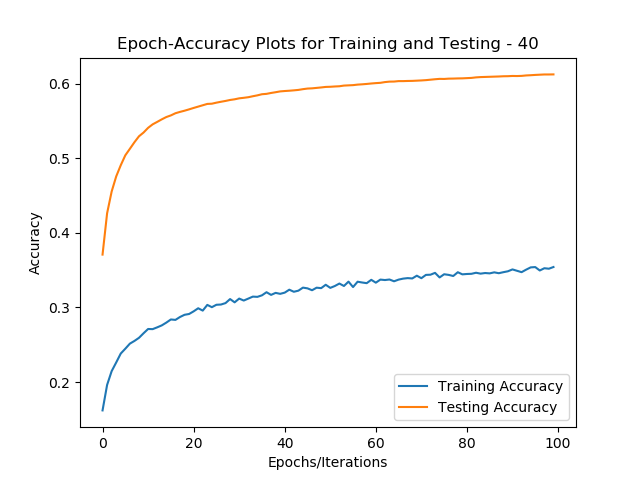 Epoch-Accuracy Plots for Training and Testing - 40
0.6
0.5
0.4
0.3
0.2
Accuracy
Training Accuracy
Testing Accuracy
0 20 40 60 80 100
Epochs/Iterations